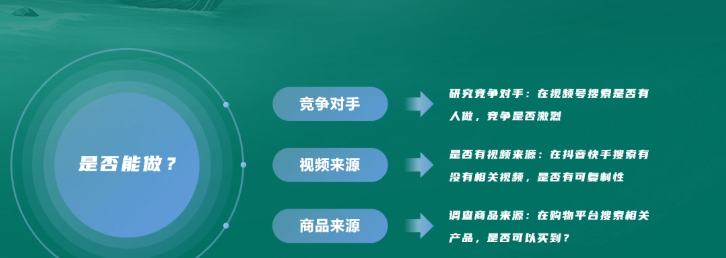 是否能做？
竞争对手
研究竞争对手：在视频号搜索是否有
人做，竞争是否激烈
视频来源
是否有视频来源：在抖音快手搜索有
没有相关视频，是否有可复制性
商品来源
调查商品来源：在购物平台搜索相关
产品，是否可以买到？